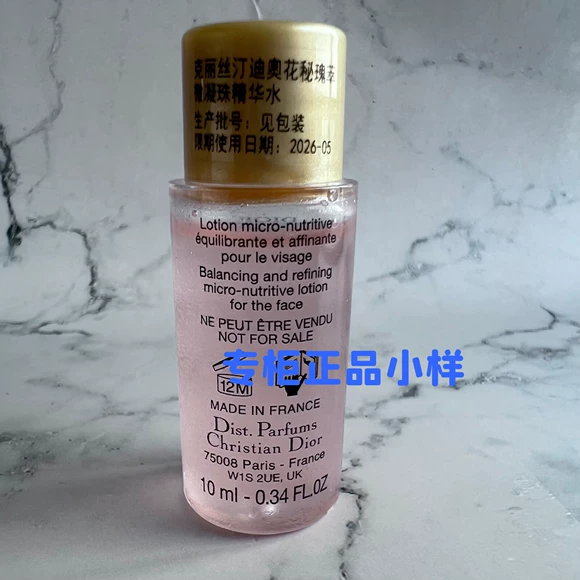 克丽丝汀迪奥花秘瑰萃
微凝珠精华水
生产批号：见包装
限期使用日期：2026-05
Lotion micro-nutritive
équilibrante et affinante
pour le visage
Balancing and refining
micro-nutritive lotion
for the face
NE PEUT ÊTRE VENDU
NOT FOR SALE
专柜正品小样
12M
MADE IN FRANCE
Dist. Parfums
Christian Dior
75008 Paris - France
W1S 2UE, UK
10 ml - 0.34 FL.OZ